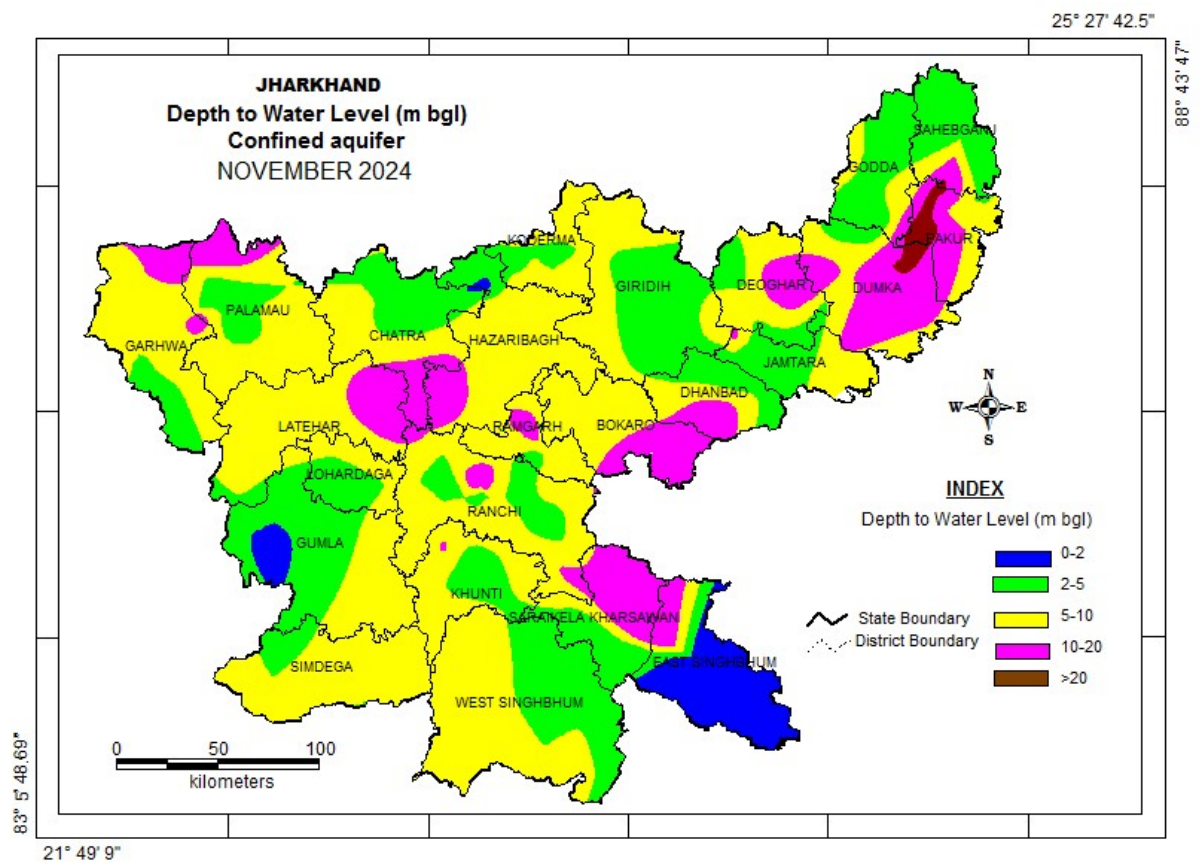 25° 27' 42.5"
88° 43' 47"
JHARKHAND
Depth to Water Level (m bgl)
Confined aquifer
NOVEMBER 2024
SAHEBGANJ
GODDA
PAKUR
KODERMA
GIRIDIH
DEOGHAR
DUMKA
PALAMAU
GARHWA
CHATRA
HAZARIBAGH
JAMTARA
DHANBAD
LATEHAR
RAMGARH
BOKARO
LOHARDAGA
RANCHI
GUMLA
KHUNTI
SARAIKELA KHARSAWAN
SIMDEGA
EAST SINGHBHUM
WEST SINGHBHUM
N
W
E
S
INDEX
Depth to Water Level (m bgl)
0-2
2-5
5-10
10-20
>20
State Boundary
District Boundary
0 50 100
kilometers
83° 5' 48.69"
21° 49' 9"